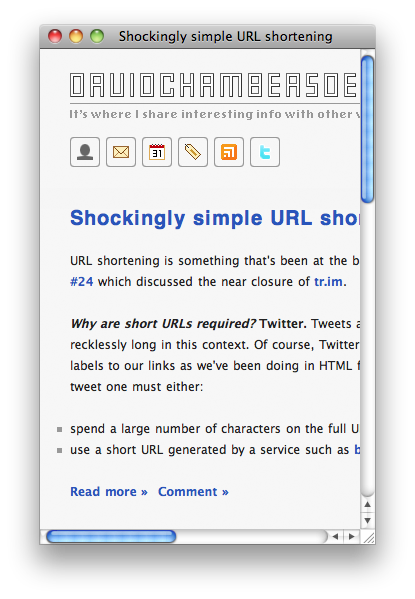 Shockingly simple URL shortening
DAVIDCHAMBERSDE
It's where I share interesting info with other
31
Shockingly simple URL shor
URL shortening is something that's been at the b
#24 which discussed the near closure of tr.im.
Why are short URLs required? Twitter. Tweets a
recklessly long in this context. Of course, Twitter
labels to our links as we've been doing in HTML f
tweet one must either:
spend a large number of characters on the full U
use a short URL generated by a service such as b
Read more » Comment »